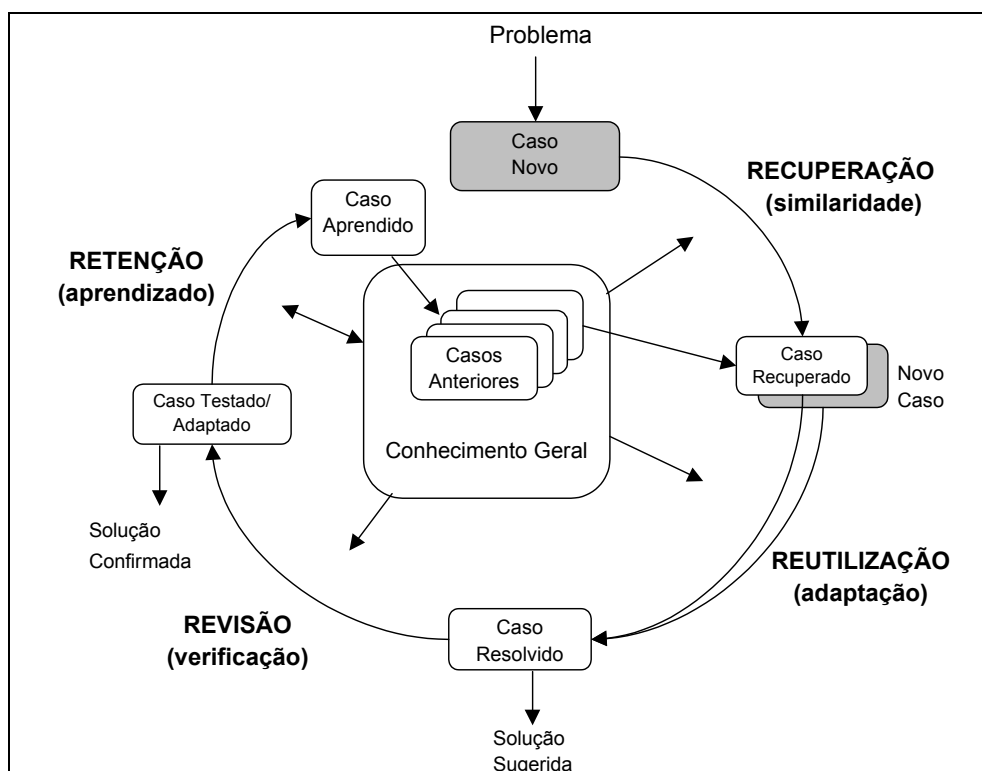 Problema
Caso
Novo
RECUPERAÇÃO
(similaridade)
Caso
Aprendido
RETENÇÃO
(aprendizado)
Casos
Anteriores
Caso
Recuperado
Novo
Caso
Caso Testado/
Adaptado
Conhecimento Geral
Solução
Confirmada
REUTILIZAÇÃO
(adaptação)
REVISÃO
(verificação)
Caso
Resolvido
Solução
Sugerida